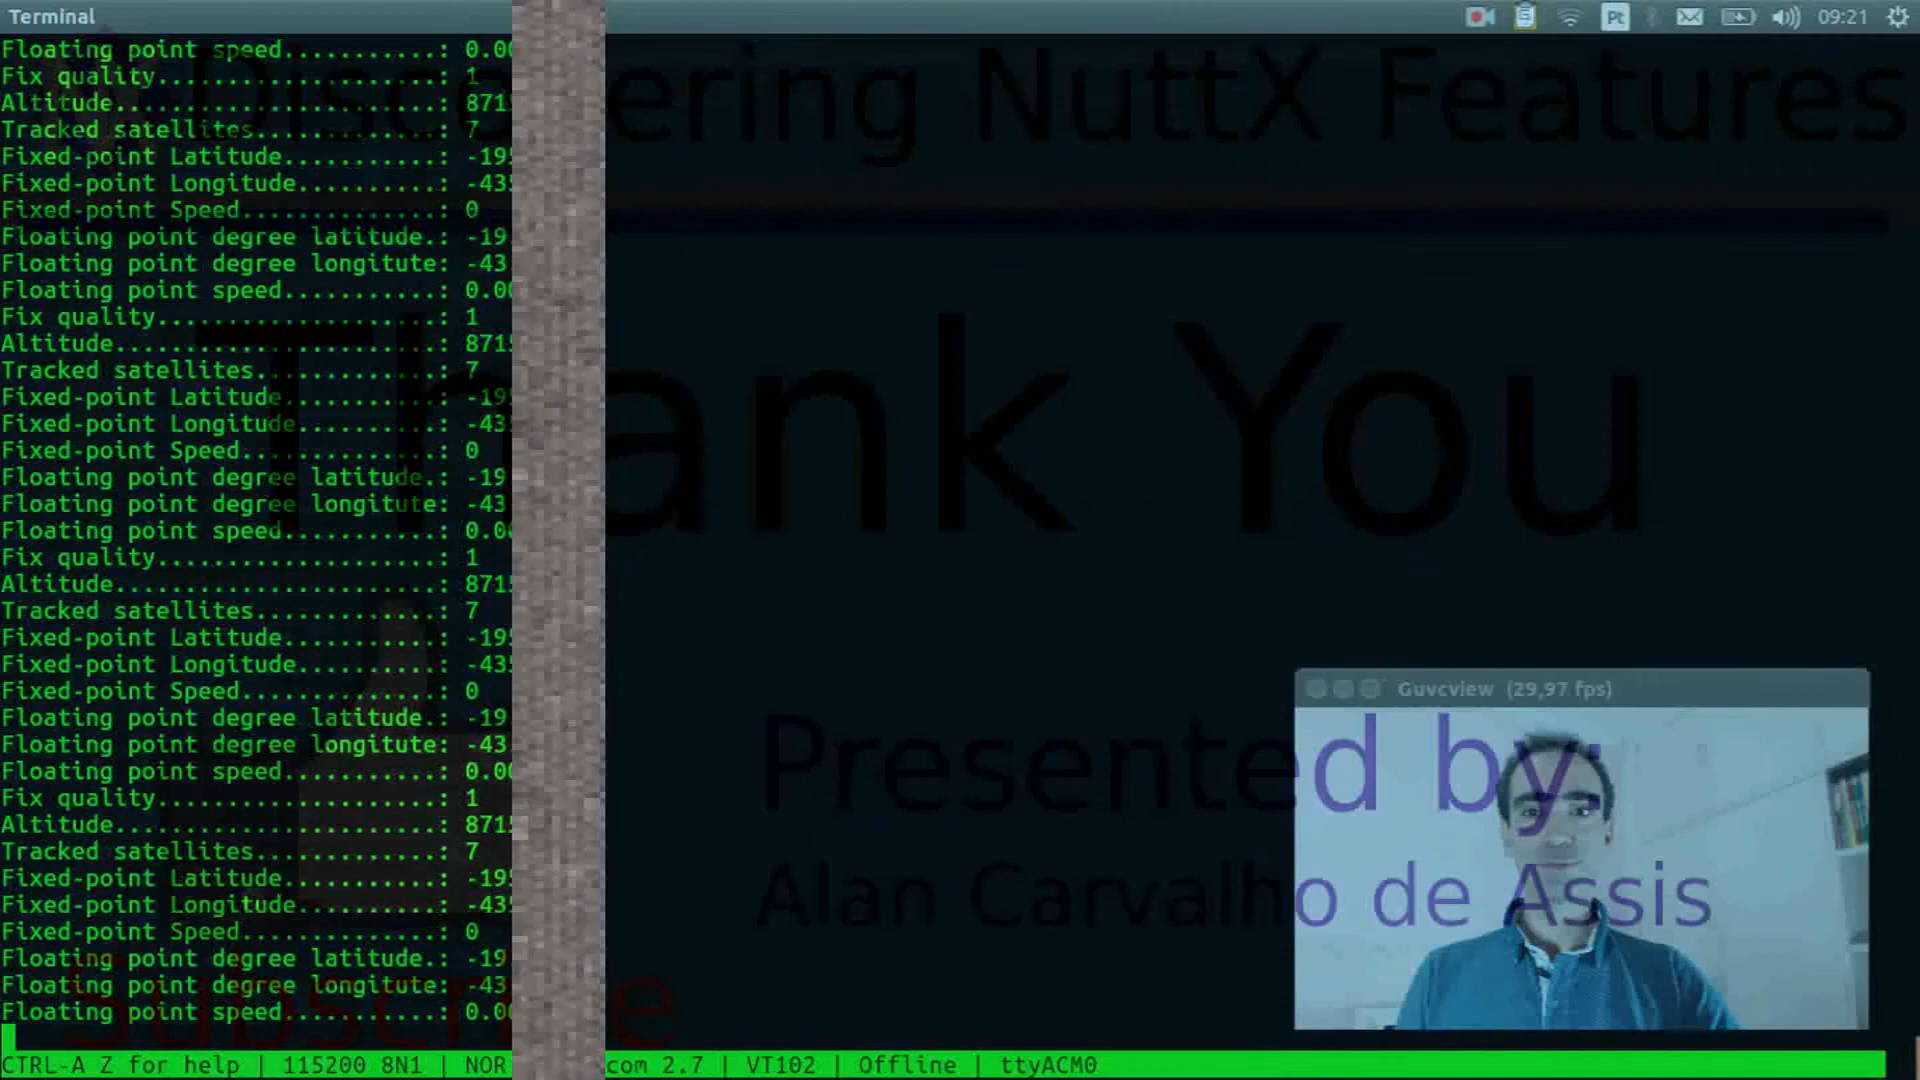 Terminal
Pt
09:21
Floating point speed...........: 0.00
Fix quality....................: 1
Altitude.......................: 871
Tracked satellites.............: 7
Fixed-point Latitude...........: -19
Fixed-point Longitude..........: -43
Fixed-point Speed..............: 0
Floating point degree latitude.: -19
Floating point degree longitute: -43
Floating point speed...........: 0.00
Fix quality....................: 1
Altitude.......................: 871
Tracked satellites.............: 7
Fixed-point Latitude...........: -19
Fixed-point Longitude..........: -43
Fixed-point Speed..............: 0
Floating point degree latitude.: -19
Floating point degree longitute: -43
Floating point speed...........: 0.00
Fix quality....................: 1
Altitude.......................: 871
Tracked satellites.............: 7
Fixed-point Latitude...........: -19
Fixed-point Longitude..........: -43
Fixed-point Speed..............: 0
Floating point degree latitude.: -19
Floating point degree longitute: -43
Floating point speed...........: 0.00
Fix quality....................: 1
Altitude.......................: 871
Tracked satellites.............: 7
Fixed-point Latitude...........: -19
Fixed-point Longitude..........: -43
Fixed-point Speed..............: 0
Floating point degree latitude.: -19
Floating point degree longitute: -43
Floating point speed...........: 0.00
CTRL-A Z for help | 115200 8N1 | NOR com 2.7 | VT102 | Offline | ttyACM0
ering NuttX Features
Thank You
Guvcview (29,97 fps)
Presented by:
Alan Carvalho de Assis